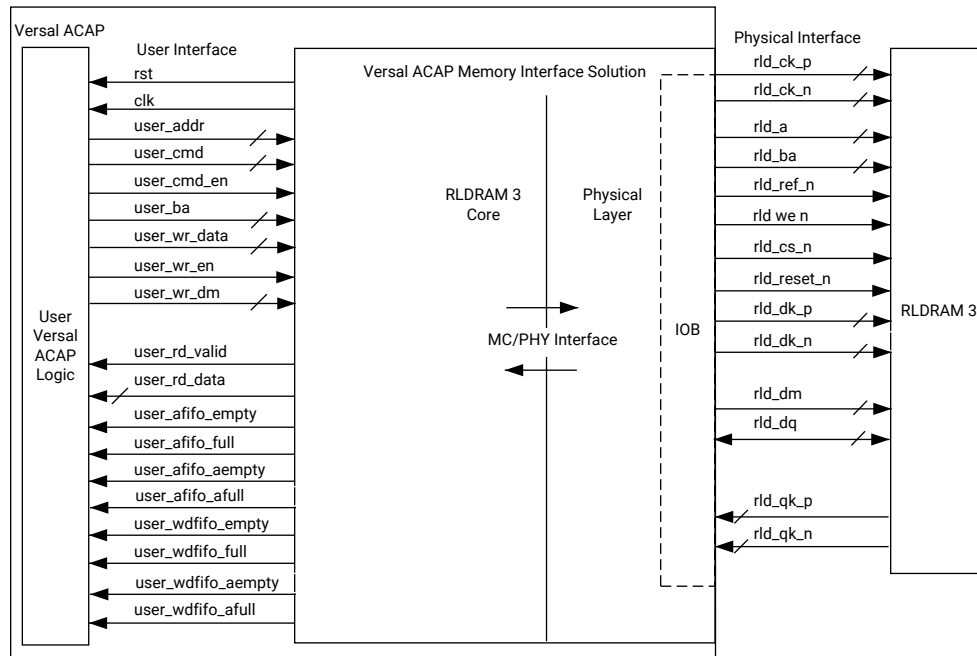 Versal ACAP
User Interface
Physical Interface
rst
clk
user_addr
user_cmd
user_cmd_en
user_ba
user_wr_data
user_wr_en
user_wr_dm
User
Versal
ACAP
Logic
user_rd_valid
user_rd_data
user_afifo_empty
user_afifo_full
user_afifo_aempty
user_afifo_afull
user_wdfifo_empty
user_wdfifo_full
user_wdfifo_aempty
user_wdfifo_afull
Versal ACAP Memory Interface Solution
RLDRAM 3
Core
Physical
Layer
MC/PHY Interface
IOB
rld_ck_p
rld_ck_n
rld_a
rld_ba
rld_ref_n
rld we n
rld_cs_n
rld_reset_n
rld_dk_p
rld_dk_n
rld_dm
rld_dq
rld_qk_p
rld_qk_n
RLDRAM 3